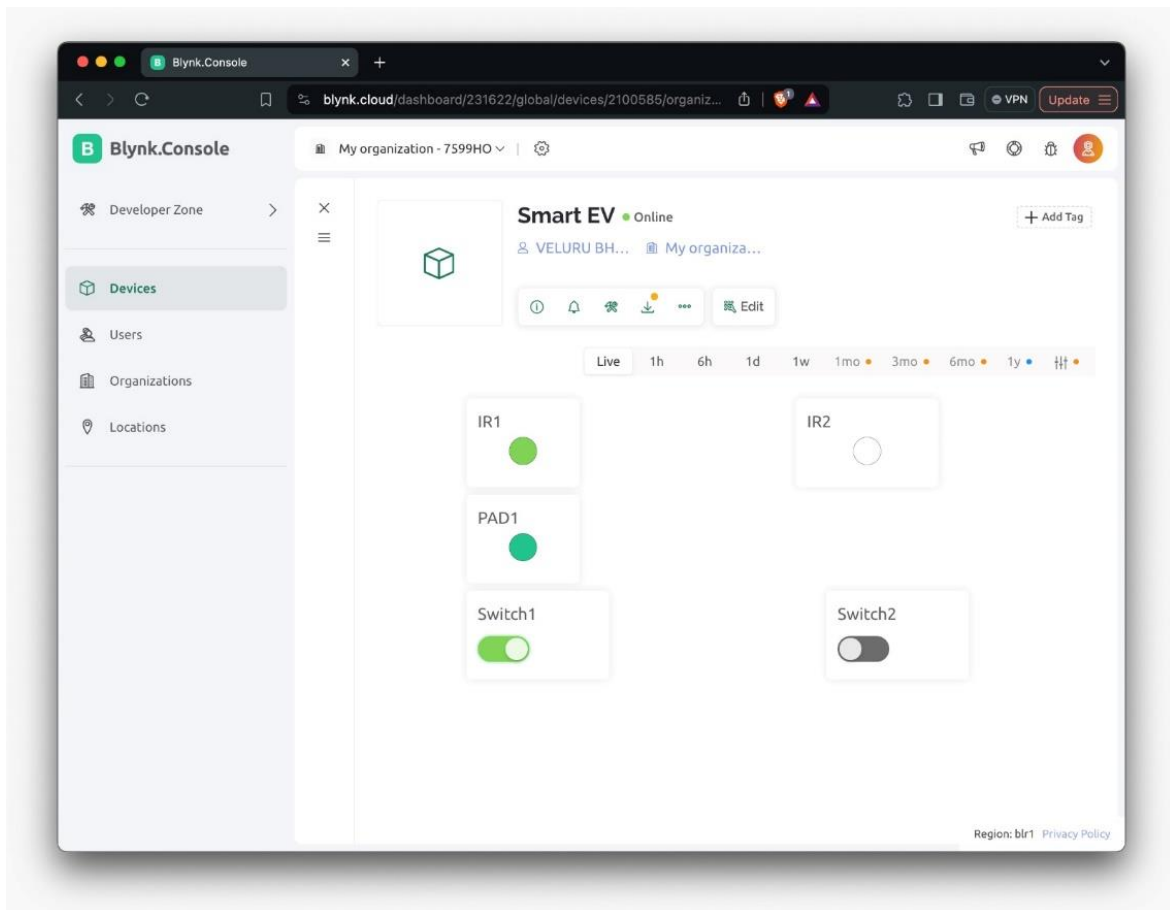 B Blynk.Console
blynk.cloud/dashboard/231622/global/devices/2100585/organiz... 1 VPN Update
B Blynk.Console
My organization - 7599HO
Developer Zone
Devices
Users
Organizations
Locations
Smart EV Online
Add Tag
VELURU BH... My organiza...
Edit
Live 1h 6h 1d 1w 1mo 3mo 6mo 1y
IR1 IR2
PAD1
Switch1 Switch2
Region: blr1 Privacy Policy